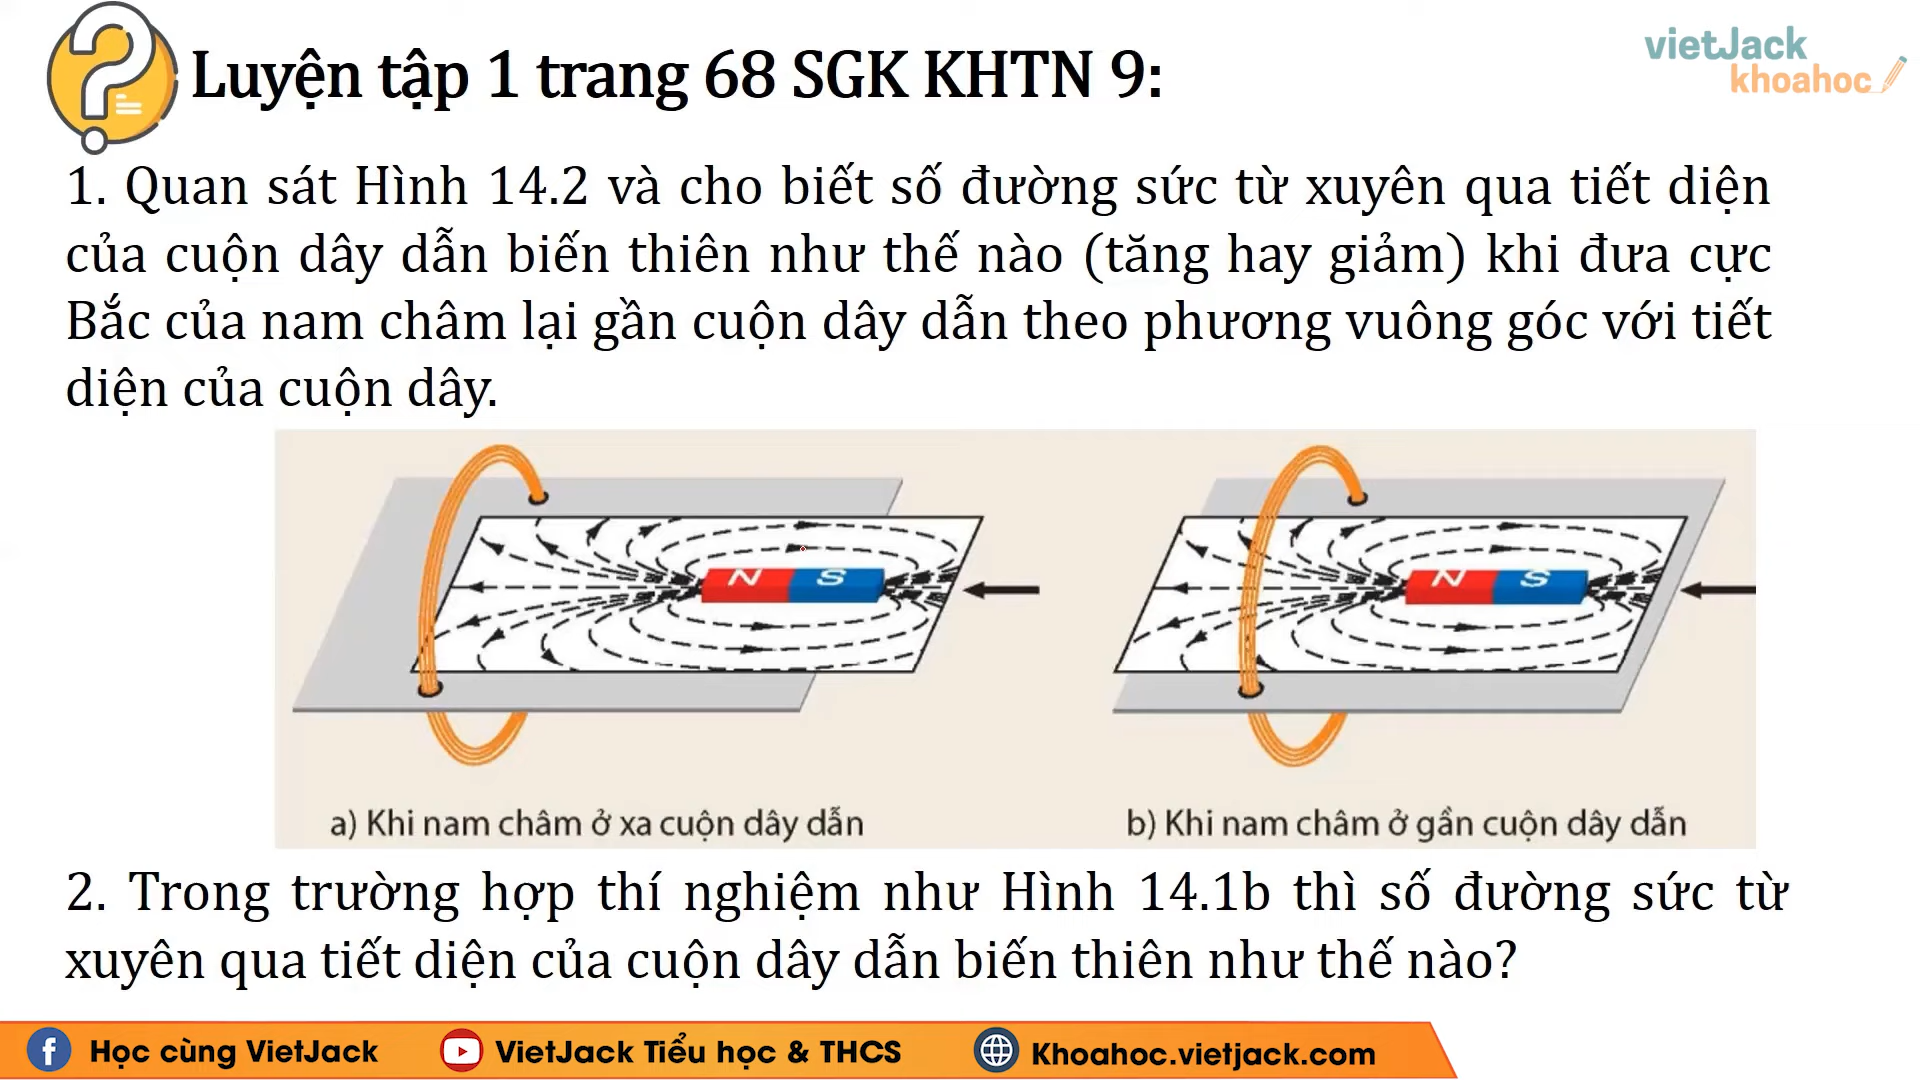 Luyện tập 1 trang 68 SGK KHTN 9:
vietJack
khoahoc
1. Quan sát Hình 14.2 và cho biết số đường sức từ xuyên qua tiết diện
của cuộn dây dẫn biến thiên như thế nào (tăng hay giảm) khi đưa cực
Bắc của nam châm lại gần cuộn dây dẫn theo phương vuông góc với tiết
diện của cuộn dây.
N S
N S
a) Khi nam châm ở xa cuộn dây dẫn
b) Khi nam châm ở gần cuộn dây dẫn
2. Trong trường hợp thí nghiệm như Hình 14.1b thì số đường sức từ
xuyên qua tiết diện của cuộn dây dẫn biến thiên như thế nào?
Học cùng VietJack
VietJack Tiểu học & THCS
Khoahoc.vietjack.com